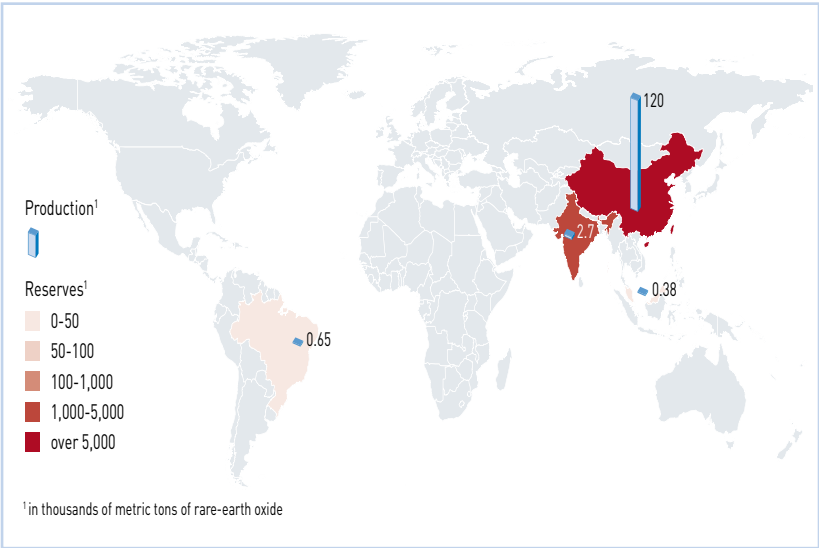 120
2.7
0.38
0.65
Production¹
Reserves¹
0-50
50-100
100-1,000
1,000-5,000
over 5,000
¹ in thousands of metric tons of rare-earth oxide